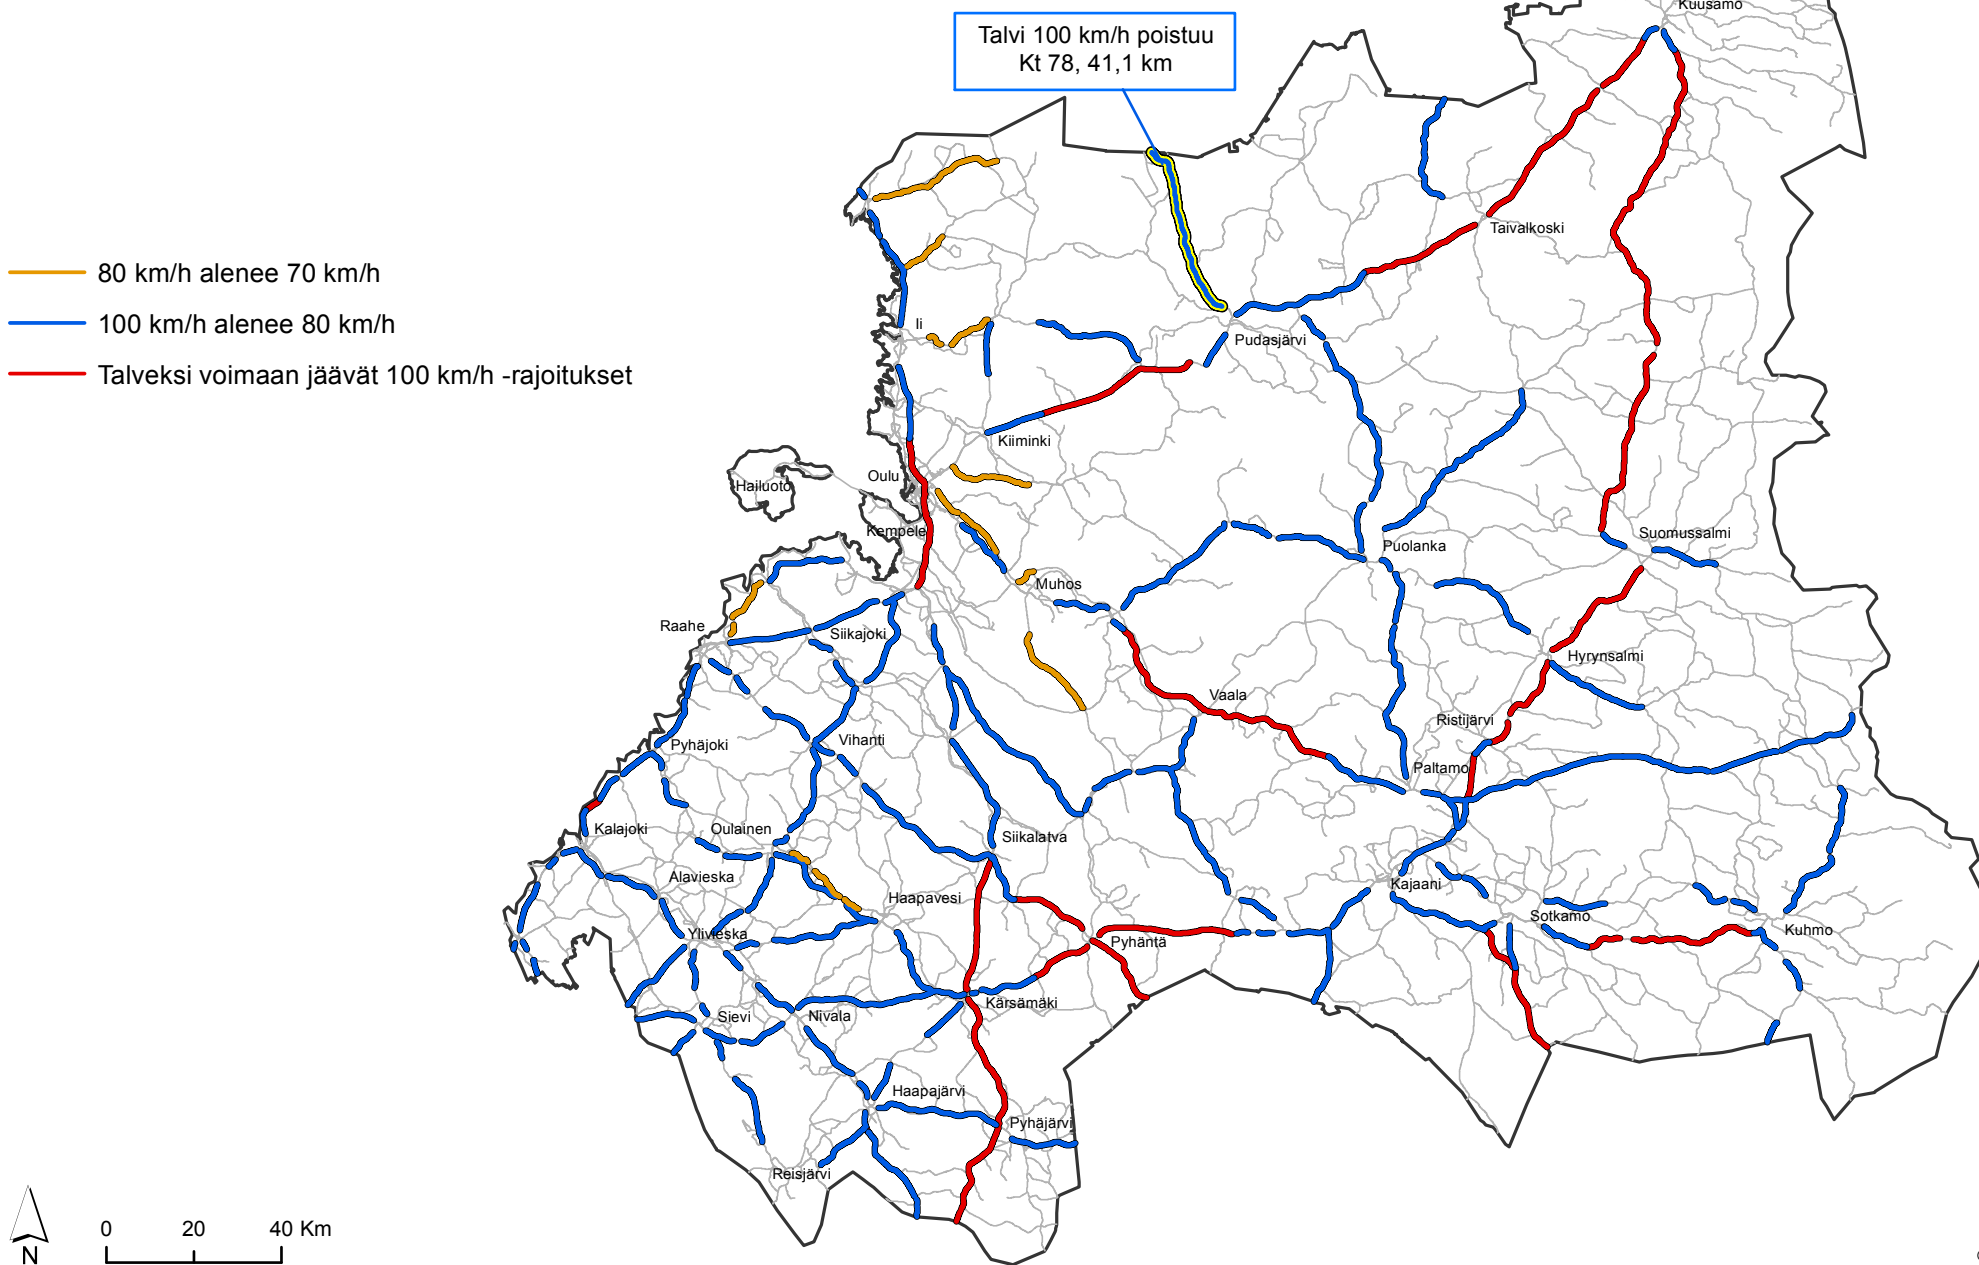 Kuusamo
Talvi 100 km/h poistuu
Kt 78, 41,1 km
Taivalkoski
80 km/h alenee 70 km/h
100 km/h alenee 80 km/h
Talveksi voimaan jäävät 100 km/h -rajoitukset
Ii
Pudasjärvi
Kiiminki
Oulu
Hailuoto
Kempele
Suomussalmi
Puolanka
Muhos
Raahe
Siikajoki
Hyrynsalmi
Vaala
Ristijärvi
Pyhäjoki
Vihanti
Paltamo
Kalajoki
Oulainen
Siikalatva
Alavieska
Haapavesi
Kajaani
Sotkamo
Ylivieska
Pyhäntä
Kuhmo
Kärsämäki
Sievi
Nivala
Haapajärvi
Pyhäjärvi
Reisjärvi
0 20 40 Km
N